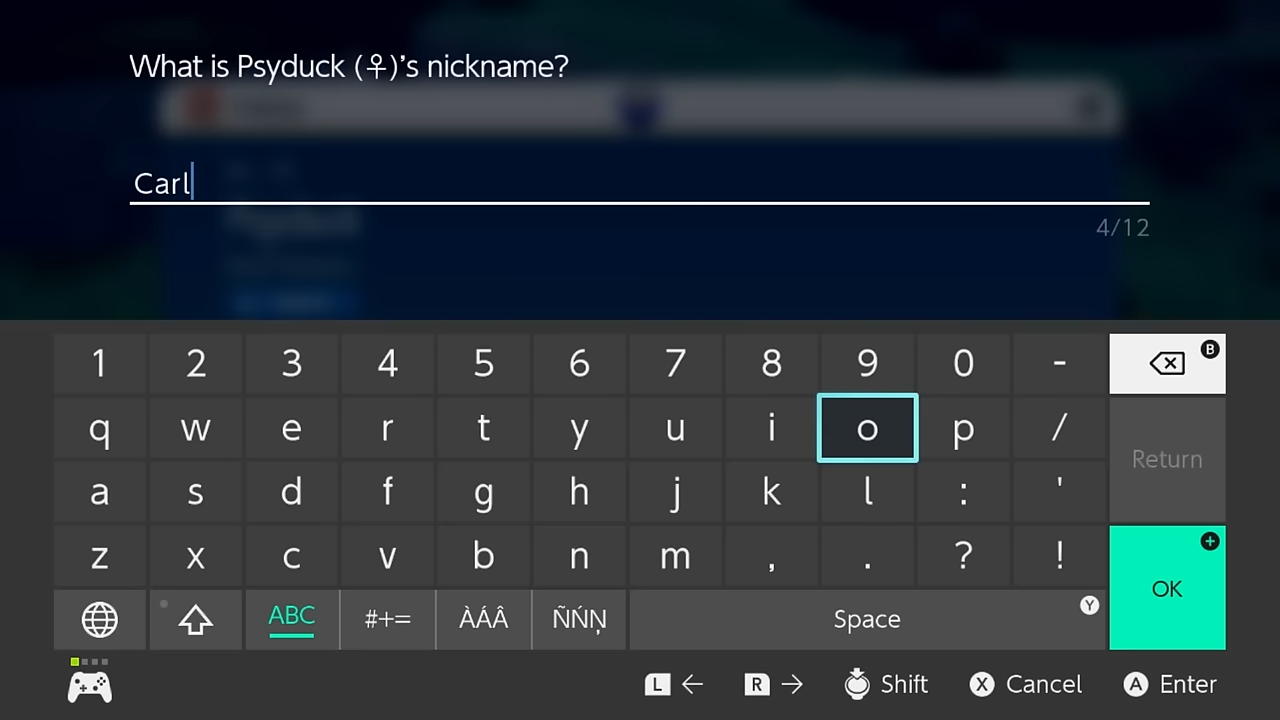 What is Psyduck (♀)'s nickname?
Carl
4/12
1 2 3 4 5 6 7 8 9 0 - B
q w e r t y u i o p /
Return
a s d f g h j k l : '
z x c v b n m , . ? ! +
OK
ABC #+= ÀÁÂ ÑŃŅ Space Y
L ← R → Shift X Cancel A Enter